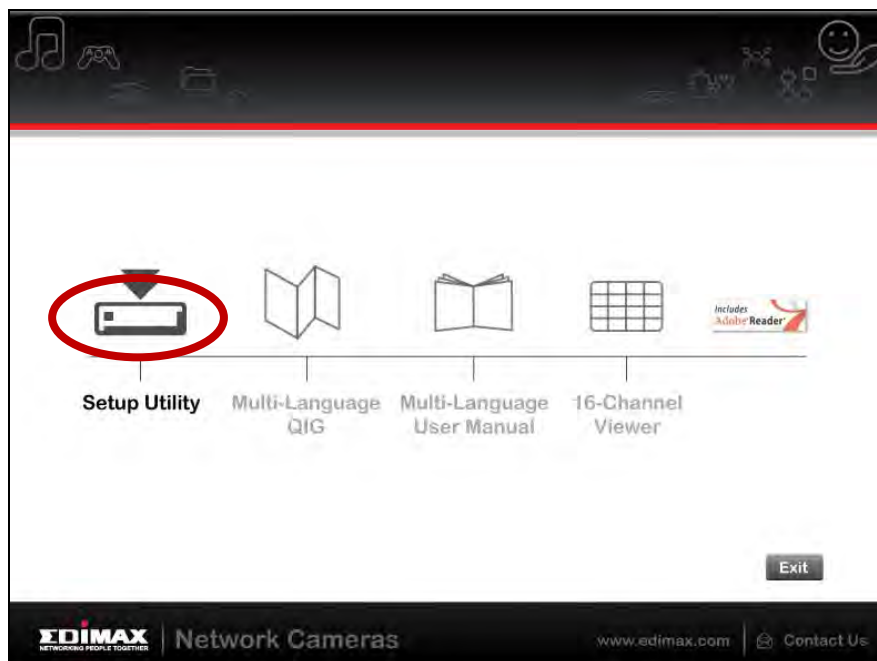 includes
Adobe Reader
Setup Utility
Multi-Language
QIG
Multi-Language
User Manual
16-Channel
Viewer
Exit
EDIMAX
NETWORKING PEOPLE TOGETHER
Network Cameras
www.edimax.com
Contact Us